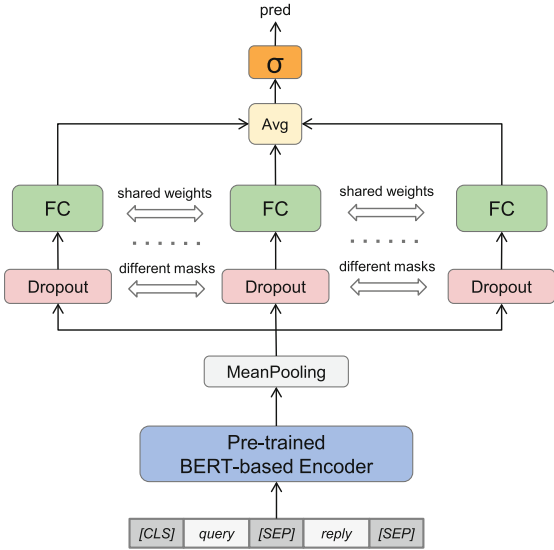 pred
σ
Avg
shared weights
shared weights
FC
FC
FC
. . . . . .
. . . . . .
different masks
different masks
Dropout
Dropout
Dropout
MeanPooling
Pre-trained
BERT-based Encoder
[CLS] query [SEP] reply [SEP]